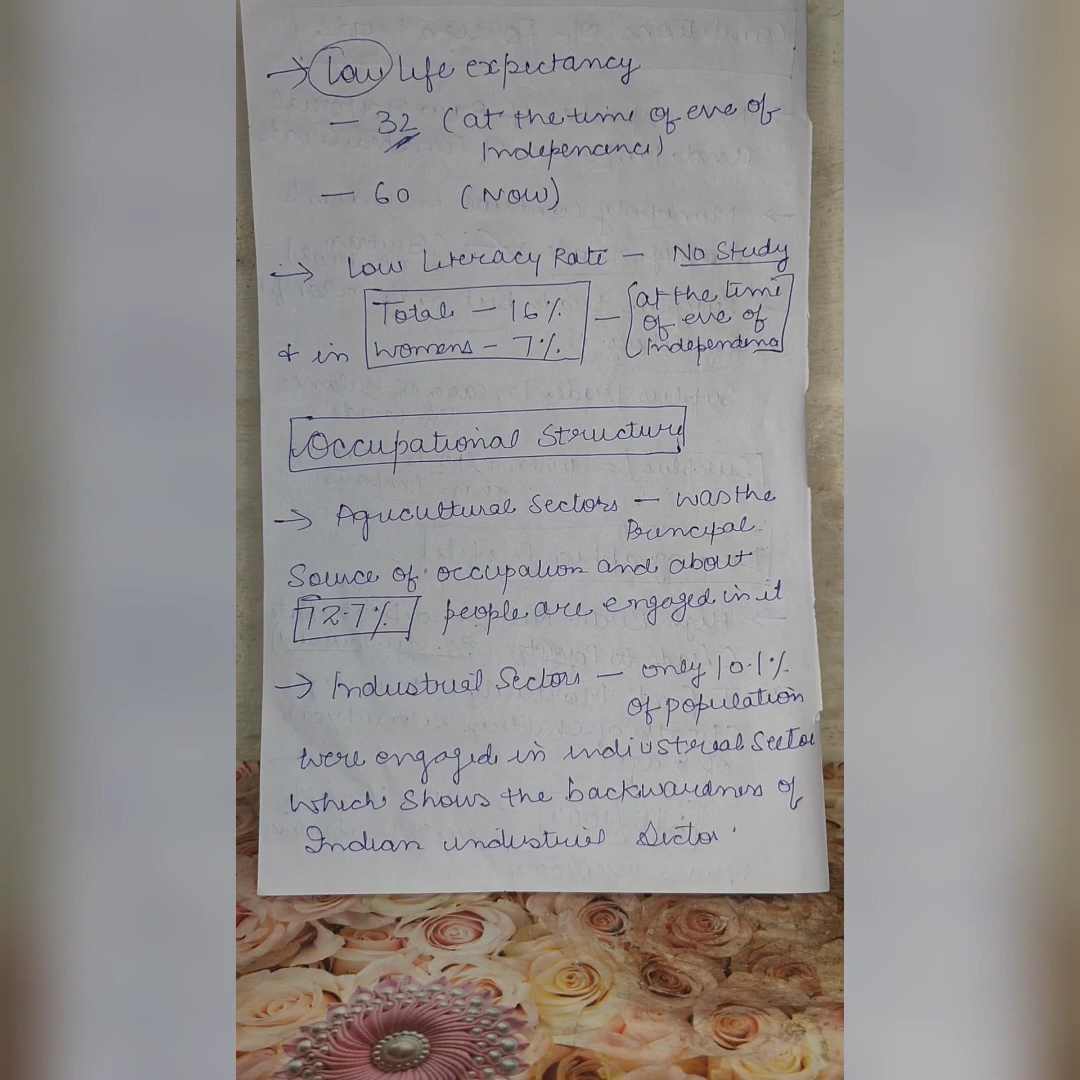 → Low life expectancy
— 32 (at the time of eve of
Indepenence)
— 60 (Now)
→ Low Literacy Rate — No Study
Total — 16%
& in womens — 7%
— (at the time
of eve of
independence)
Occupational Structure
→ Agricultural Sectors — was the
Principal
Source of occupation and about
72.7% people are engaged in it
→ Industrial Sectors — only 10.1%
of population
were engaged in industrial Sector
which shows the backwardness of
Indian industrial Sector.